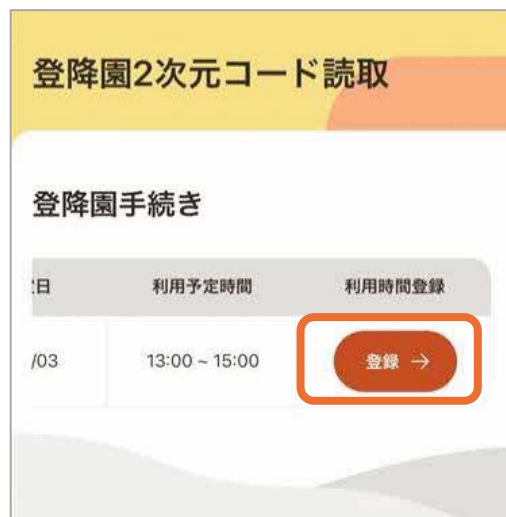 登降園2次元コード読取
登降園手続き
日 利用予定時間 利用時間登録
/03 13:00 ~ 15:00 登録 →